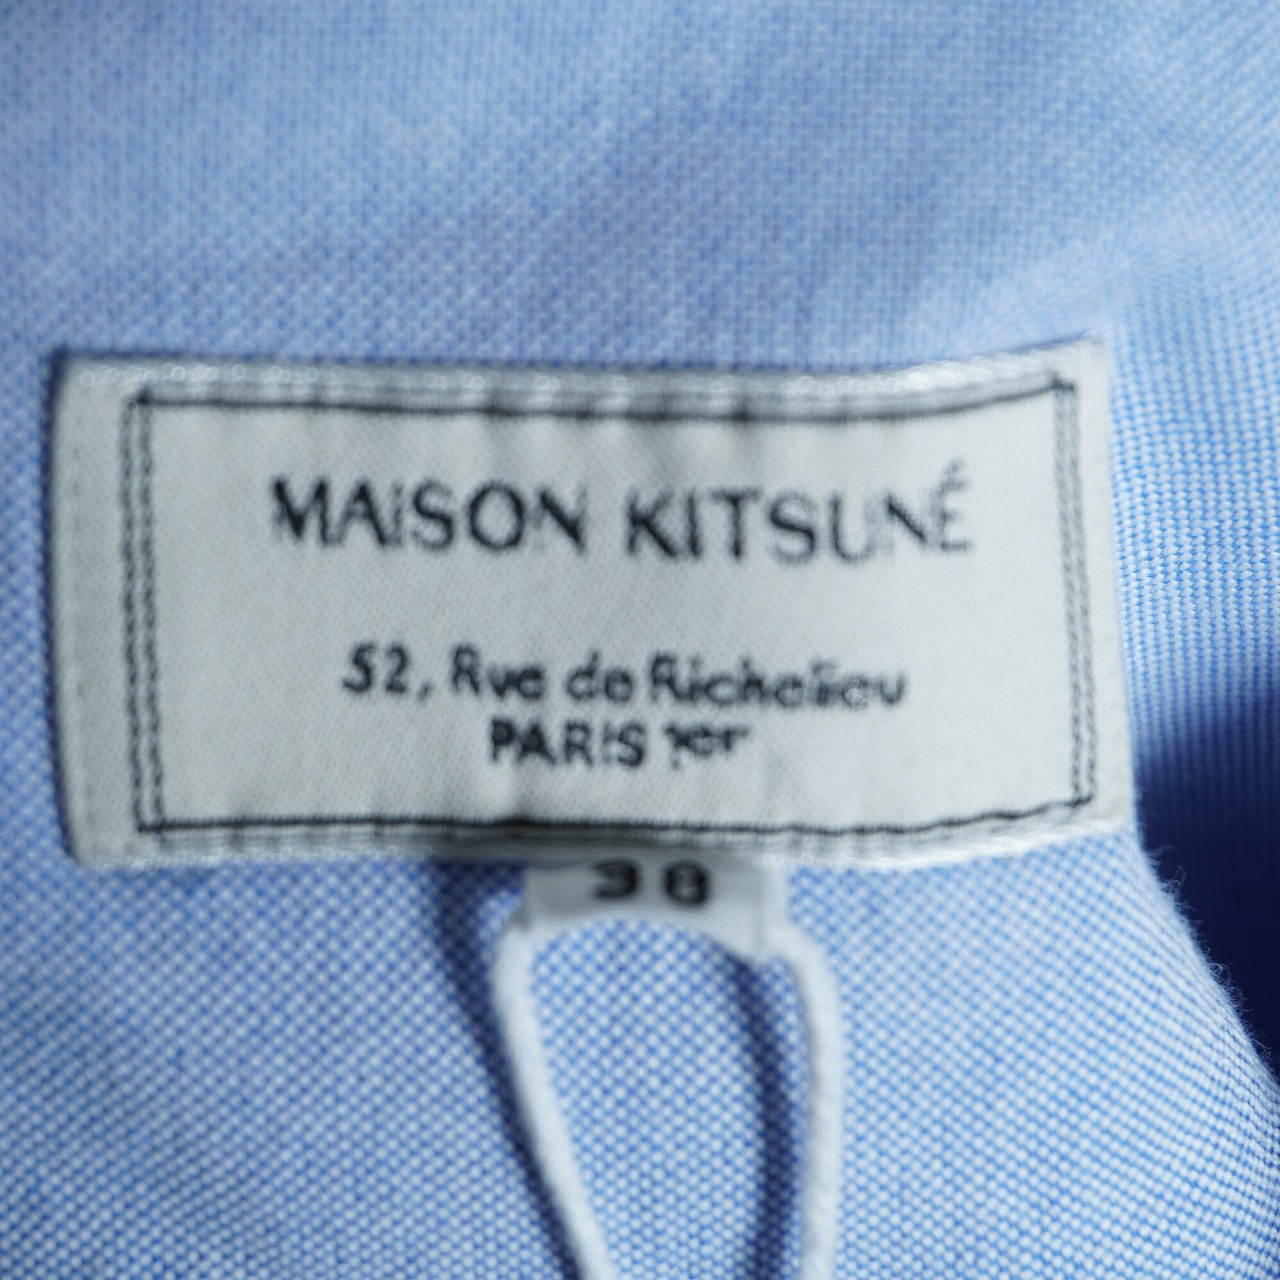 MAISON KITSUNÉ
52, Rue de Richelieu
PARIS 1er
38